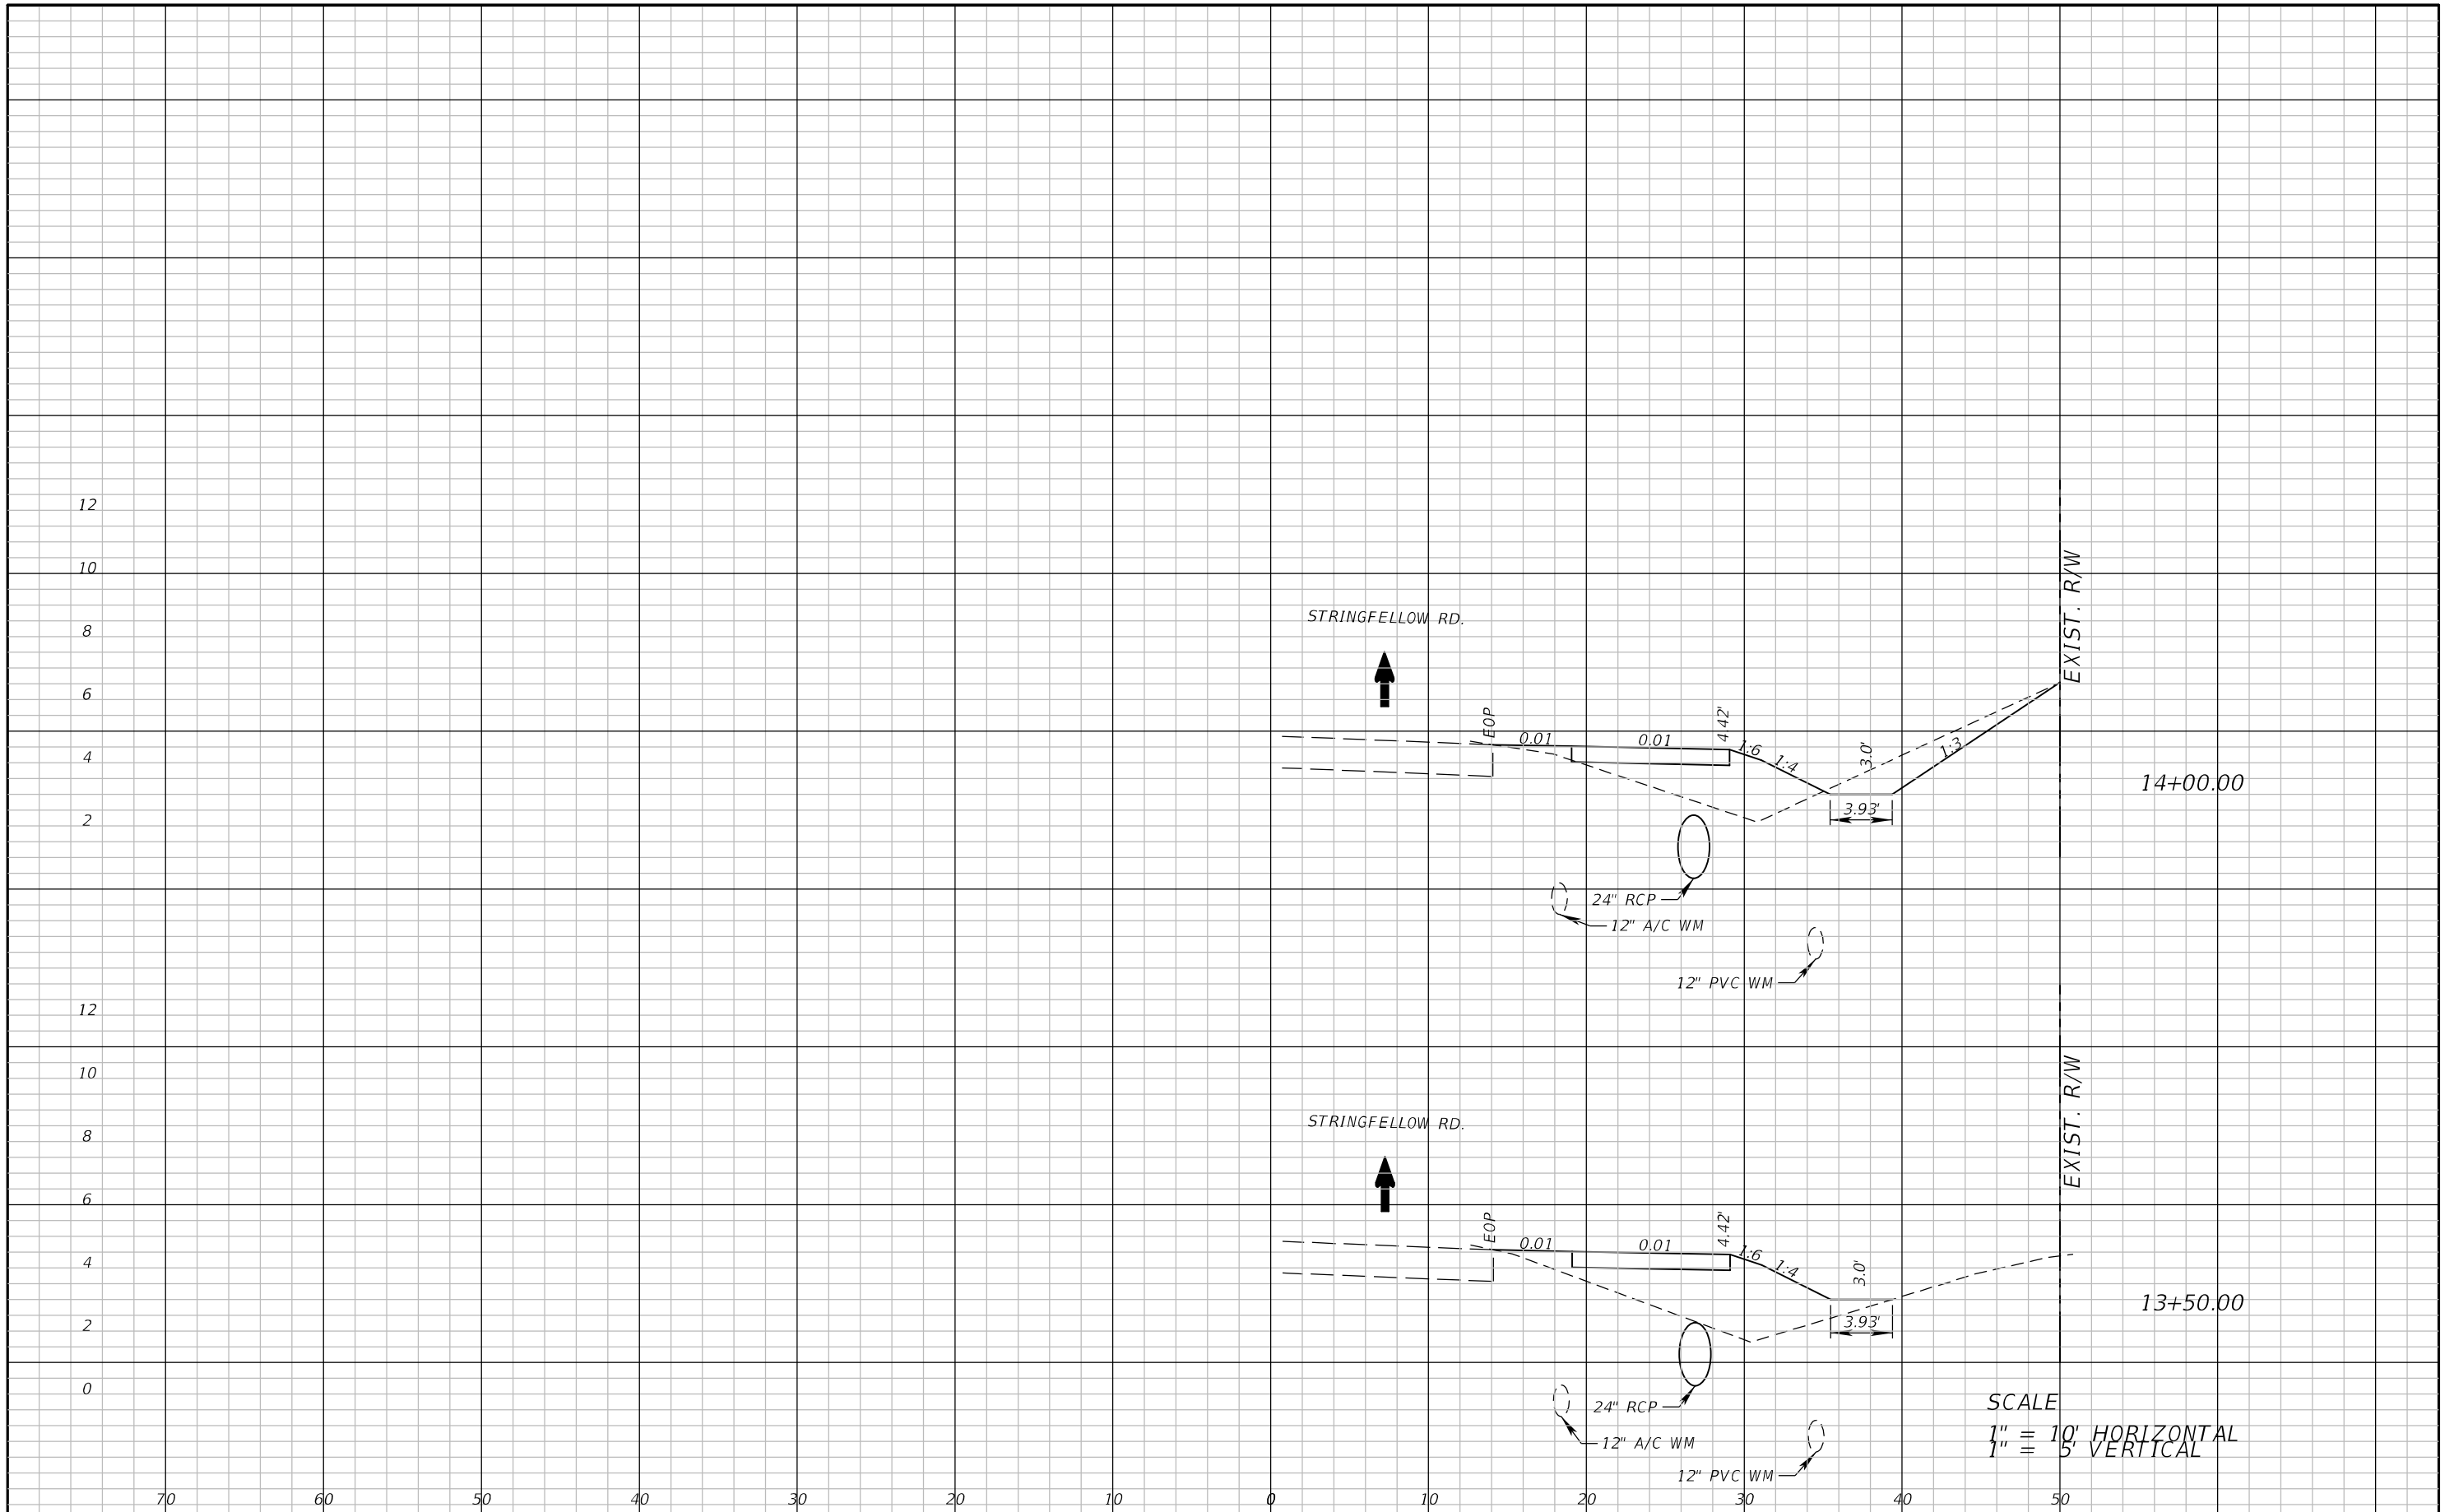 12
10
EXIST. R/W
STRINGFELLOW RD.
8
6
EOP
4.42'
0.01
0.01
1:6
1:4
3.0'
1:3
4
14+00.00
3.93'
2
24" RCP
12" A/C WM
12" PVC WM
12
10
EXIST. R/W
STRINGFELLOW RD.
8
6
EOP
4.42'
0.01
0.01
1:6
1:4
3.0'
4
13+50.00
3.93'
2
0
24" RCP
12" A/C WM
12" PVC WM
SCALE
1" = 10' HORIZONTAL
1" = 5' VERTICAL
70 60 50 40 30 20 10 0 10 20 30 40 50